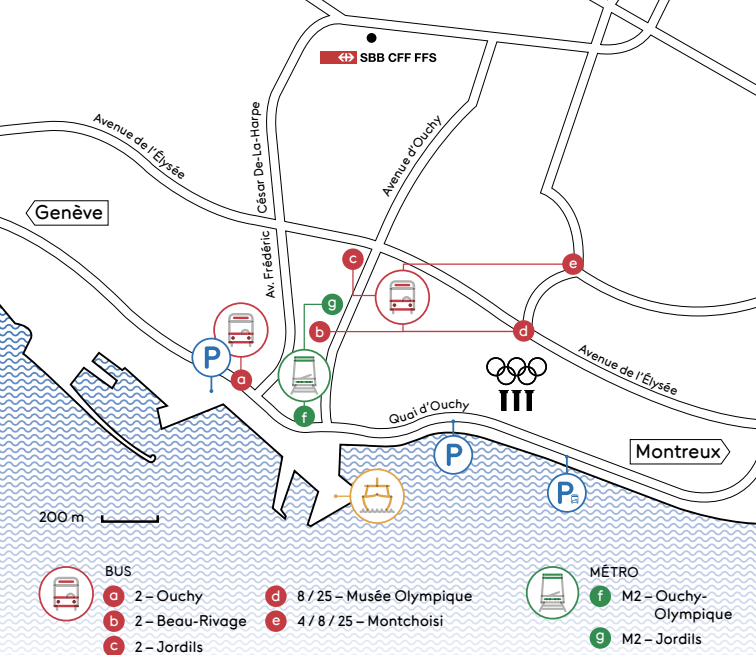 SBB CFF FFS
Avenue de l'Élysée
César De-La-Harpe
Av. Frédéric
Avenue d'Ouchy
Genève
c
e
g
b
d
P
a
f
Quai d'Ouchy
Avenue de l'Élysée
Montreux
P
P
200 m
BUS
a 2 – Ouchy
b 2 – Beau-Rivage
c 2 – Jordils
d 8 / 25 – Musée Olympique
e 4 / 8 / 25 – Montchoisi
MÉTRO
f M2 – Ouchy-
Olympique
g M2 – Jordils